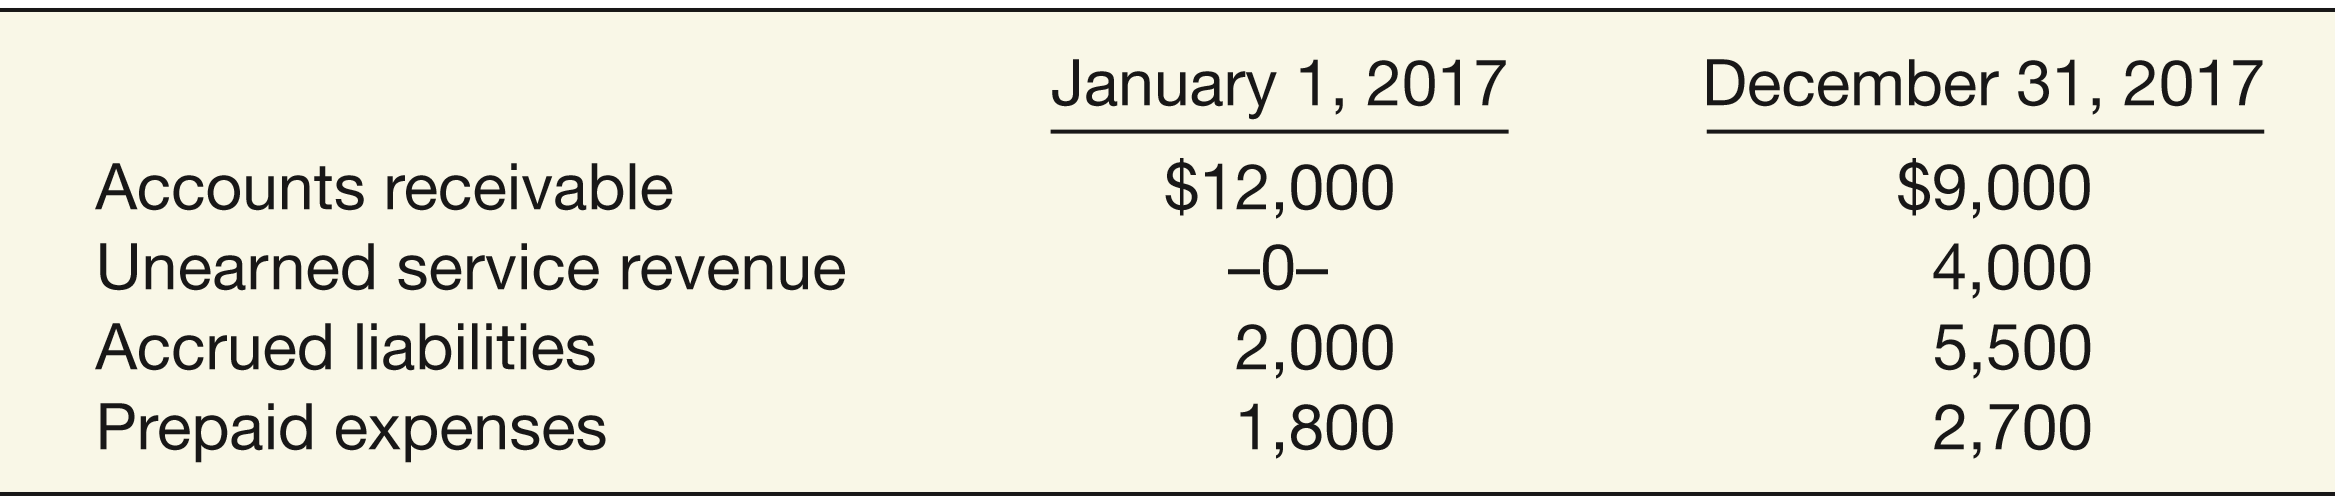 January 1, 2017 December 31, 2017
Accounts receivable $12,000 $9,000
Unearned service revenue –0– 4,000
Accrued liabilities 2,000 5,500
Prepaid expenses 1,800 2,700